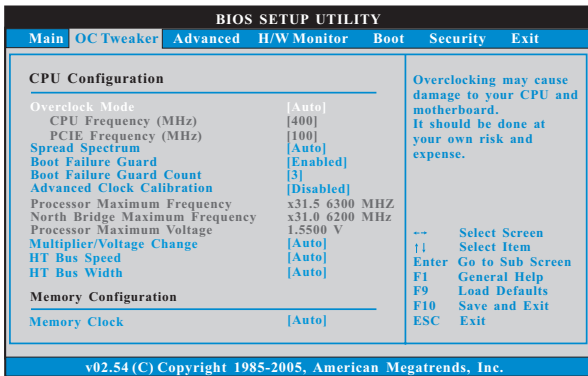 BIOS SETUP UTILITY
Main OC Tweaker Advanced H/W Monitor Boot Security Exit
CPU Configuration
Overclock Mode [Auto]
CPU Frequency (MHz) [400]
PCIE Frequency (MHz) [100]
Spread Spectrum [Auto]
Boot Failure Guard [Enabled]
Boot Failure Guard Count [3]
Advanced Clock Calibration [Disabled]
Processor Maximum Frequency x31.5 6300 MHZ
North Bridge Maximum Frequency x31.0 6200 MHz
Processor Maximum Voltage 1.5500 V
Multiplier/Voltage Change [Auto]
HT Bus Speed [Auto]
HT Bus Width [Auto]
Memory Configuration
Memory Clock [Auto]
Overclocking may cause
damage to your CPU and
motherboard.
It should be done at
your own risk and
expense.
←→ Select Screen
↑↓ Select Item
Enter Go to Sub Screen
F1 General Help
F9 Load Defaults
F10 Save and Exit
ESC Exit
v02.54 (C) Copyright 1985-2005, American Megatrends, Inc.